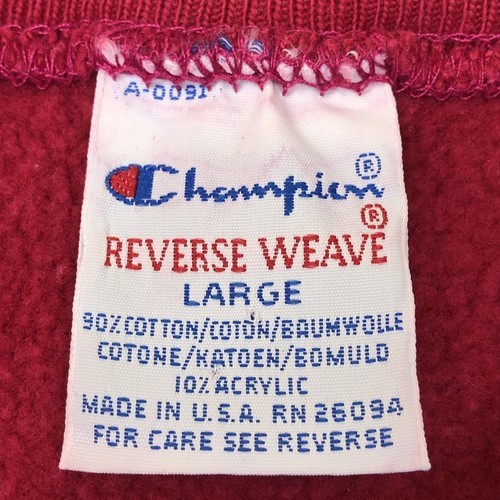 A-0091
Champion®
REVERSE WEAVE®
LARGE
90% COTTON/COTON/BAUMWOLLE
COTONE/KATOEN/BOMULD
10% ACRYLIC
MADE IN U.S.A. RN 26094
FOR CARE SEE REVERSE